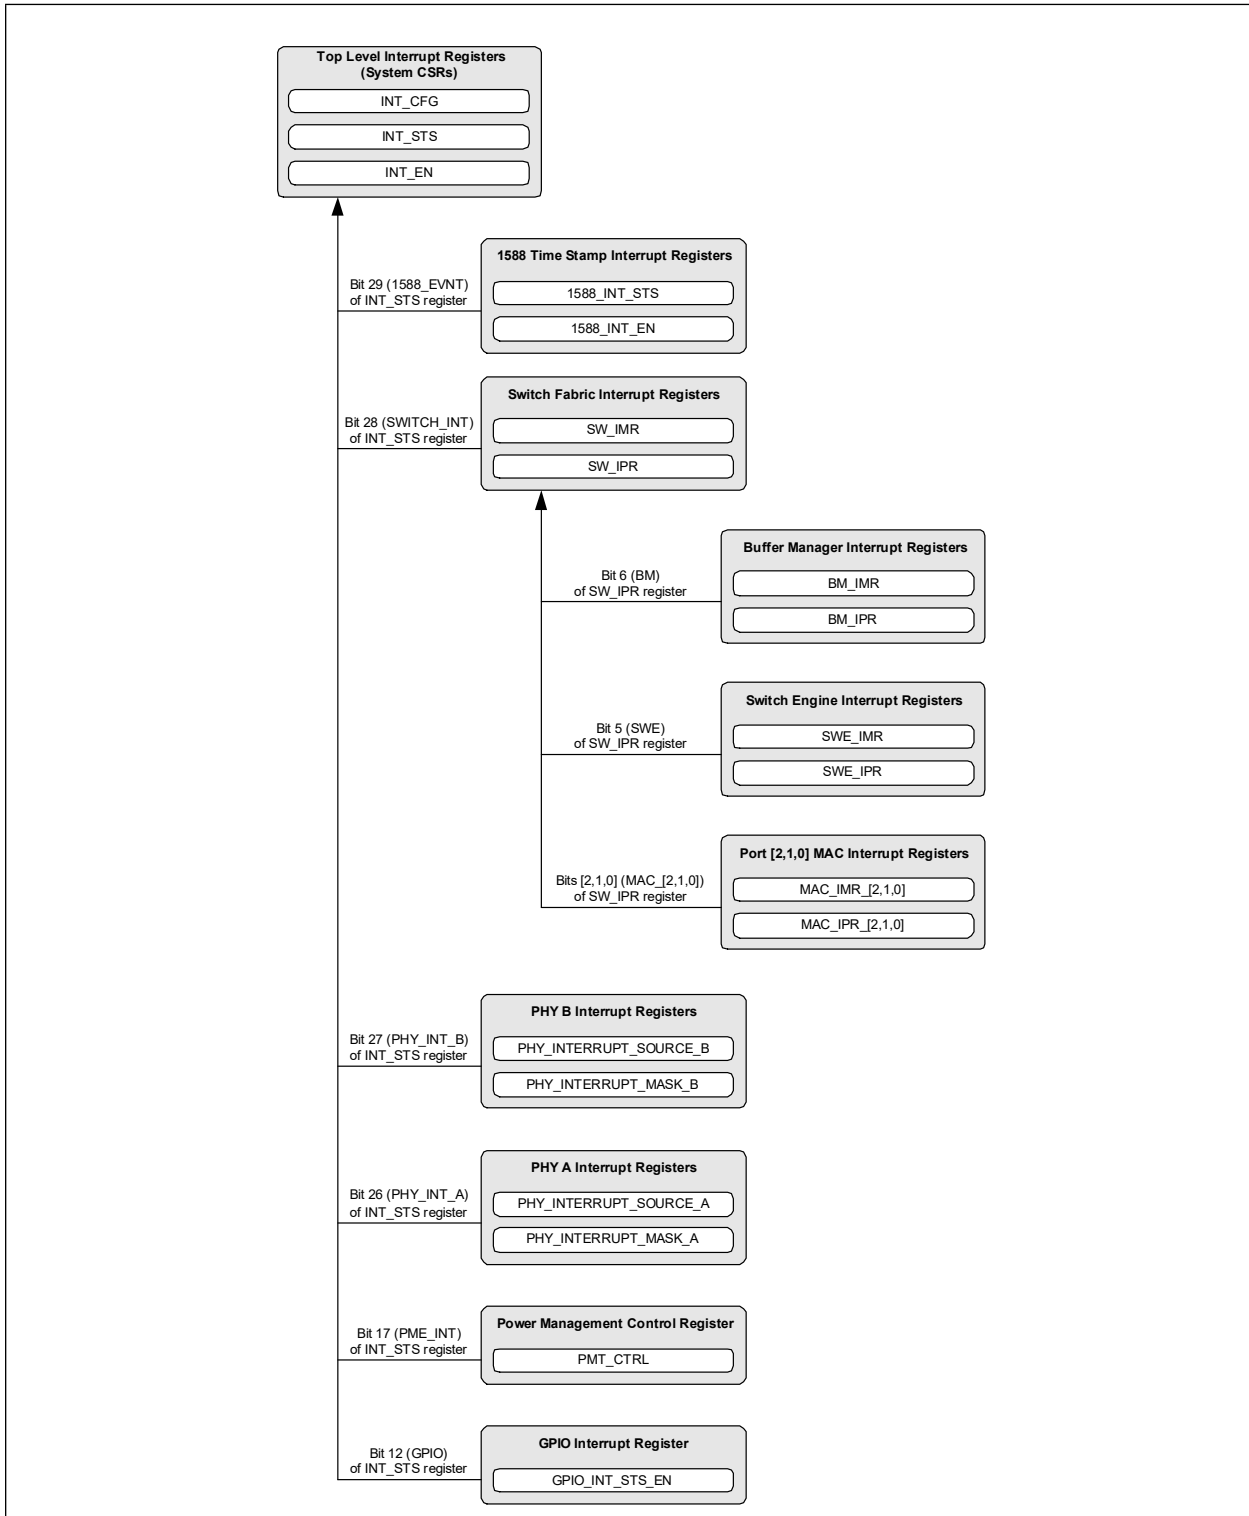 Top Level Interrupt Registers
(System CSRs)
INT_CFG
INT_STS
INT_EN
Bit 29 (1588_EVNT)
of INT_STS register
1588 Time Stamp Interrupt Registers
1588_INT_STS
1588_INT_EN
Bit 28 (SWITCH_INT)
of INT_STS register
Switch Fabric Interrupt Registers
SW_IMR
SW_IPR
Bit 6 (BM)
of SW_IPR register
Buffer Manager Interrupt Registers
BM_IMR
BM_IPR
Bit 5 (SWE)
of SW_IPR register
Switch Engine Interrupt Registers
SWE_IMR
SWE_IPR
Bits [2,1,0] (MAC_[2,1,0])
of SW_IPR register
Port [2,1,0] MAC Interrupt Registers
MAC_IMR_[2,1,0]
MAC_IPR_[2,1,0]
Bit 27 (PHY_INT_B)
of INT_STS register
PHY B Interrupt Registers
PHY_INTERRUPT_SOURCE_B
PHY_INTERRUPT_MASK_B
Bit 26 (PHY_INT_A)
of INT_STS register
PHY A Interrupt Registers
PHY_INTERRUPT_SOURCE_A
PHY_INTERRUPT_MASK_A
Bit 17 (PME_INT)
of INT_STS register
Power Management Control Register
PMT_CTRL
Bit 12 (GPIO)
of INT_STS register
GPIO Interrupt Register
GPIO_INT_STS_EN